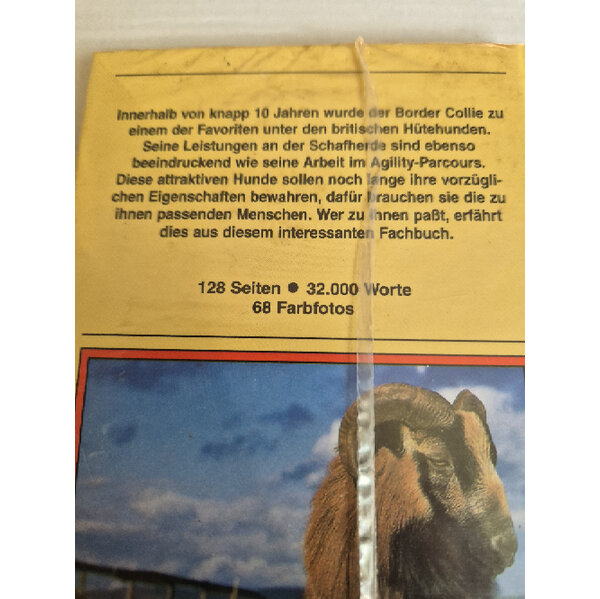 Innerhalb von knapp 10 Jahren wurde der Border Collie zu
einem der Favoriten unter den britischen Hütehunden.
Seine Leistungen an der Schafherde sind ebenso
beeindruckend wie seine Arbeit im Agility-Parcours.
Diese attraktiven Hunde sollen noch lange ihre vorzügli-
chen Eigenschaften bewahren, dafür brauchen sie die zu
ihnen passenden Menschen. Wer zu ihnen paßt, erfährt
dies aus diesem interessanten Fachbuch.
128 Seiten ● 32.000 Worte
68 Farbfotos